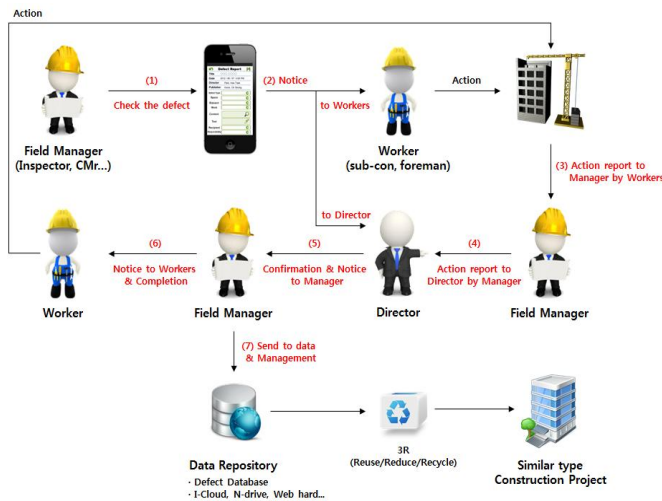 Action
(1)
Check the defect
Defect Report
(2) Notice
to Workers
Action
Field Manager
(Inspector, CMr...)
Worker
(sub-con, foreman)
(3) Action report to
Manager by Workers
to Director
(6)
Notice to Workers
& Completion
(5)
Confirmation & Notice
to Manager
(4)
Action report to
Director by Manager
Worker
Field Manager
Director
Field Manager
(7) Send to data
& Management
Data Repository
· Defect Database
· I-Cloud, N-drive, Web hard...
3R
(Reuse/Reduce/Recycle)
Similar type
Construction Project